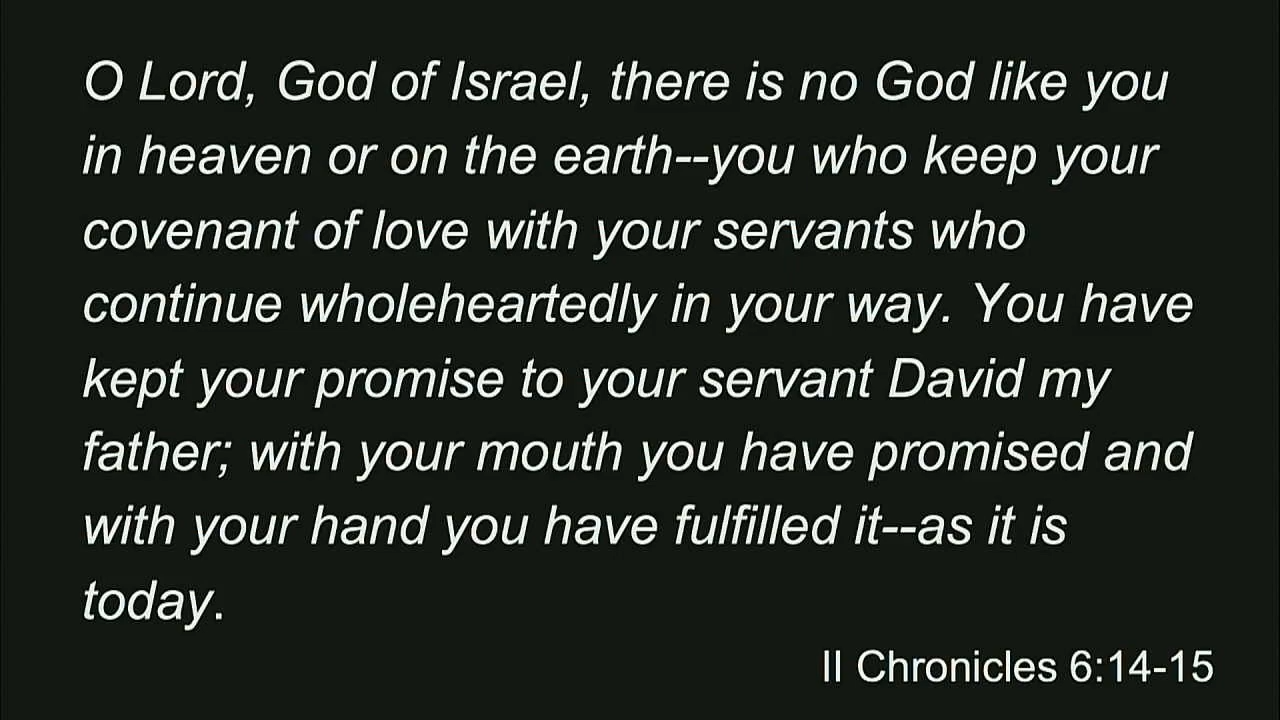 O Lord, God of Israel, there is no God like you
in heaven or on the earth--you who keep your
covenant of love with your servants who
continue wholeheartedly in your way. You have
kept your promise to your servant David my
father; with your mouth you have promised and
with your hand you have fulfilled it--as it is
today.
II Chronicles 6:14-15